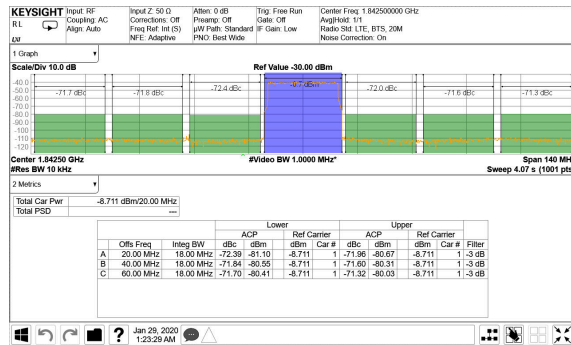 KEYSIGHT Input: RF Input Z: 50 Ω Atten: 0 dB Trig: Free Run Center Freq: 1.842500000 GHz
RL Coupling: AC Corrections: Off Preamp: Off Gate: Off Avg|Hold: 1/1
Align: Auto Freq Ref: Int (S) µW Path: Standard IF Gain: Low Radio Std: LTE, BTS, 20M
LXI NFE: Adaptive PNO: Best Wide Noise Correction: On
1 Graph
Scale/Div 10.0 dB Ref Value -30.00 dBm
-40.0
-50.0
-60.0
-70.0
-80.0
-90.0
-100
-110
-120
-71.7 dBc -71.8 dBc -72.4 dBc -8.7 dBm -72.0 dBc -71.6 dBc -71.3 dBc
Center 1.84250 GHz #Video BW 1.0000 MHz* Span 140 MH
#Res BW 10 kHz Sweep 4.07 s (1001 pts
2 Metrics
Total Car Pwr -8.711 dBm/20.00 MHz
Total PSD ---
Lower Upper
ACP Ref Carrier ACP Ref Carrier
Offs Freq Integ BW dBc dBm dBm Car # dBc dBm dBm Car # Filter
A 20.00 MHz 18.00 MHz -72.39 -81.10 -8.711 1 -71.96 -80.67 -8.711 1 -3 dB
B 40.00 MHz 18.00 MHz -71.84 -80.55 -8.711 1 -71.60 -80.31 -8.711 1 -3 dB
C 60.00 MHz 18.00 MHz -71.70 -80.41 -8.711 1 -71.32 -80.03 -8.711 1 -3 dB
? Jan 29, 2020
1:23:29 AM